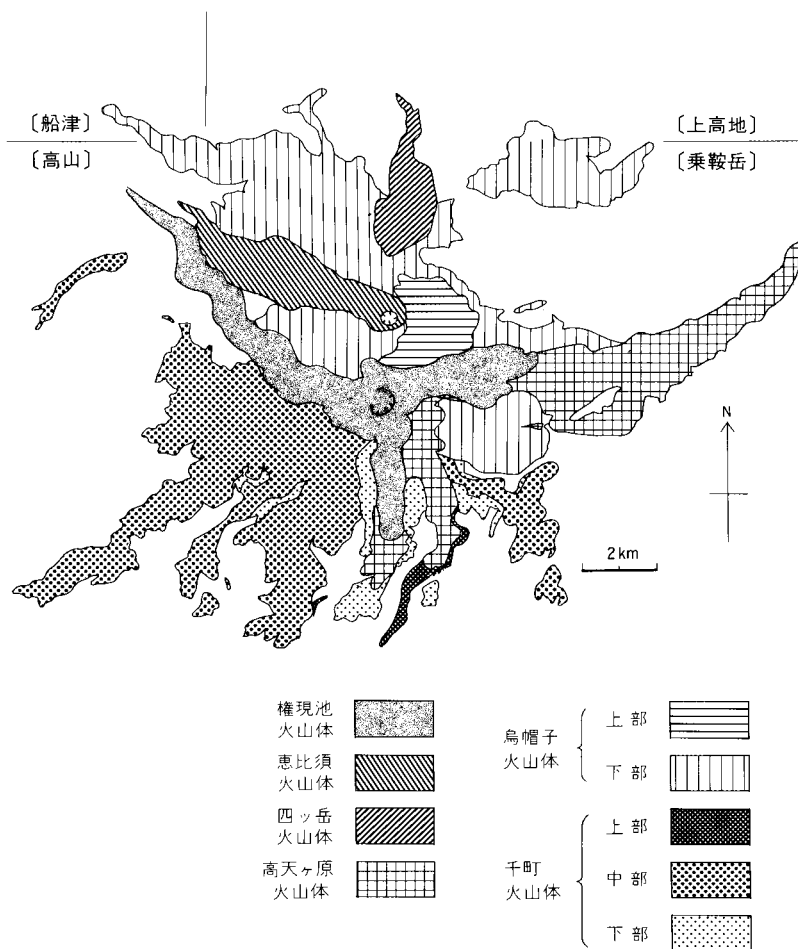 〔船津〕
〔高山〕
〔上高地〕
〔乗鞍岳〕
N
2km
権現池
火山体
恵比須
火山体
四ッ岳
火山体
高天ヶ原
火山体
烏帽子
火山体
上部
下部
千町
火山体
上部
中部
下部